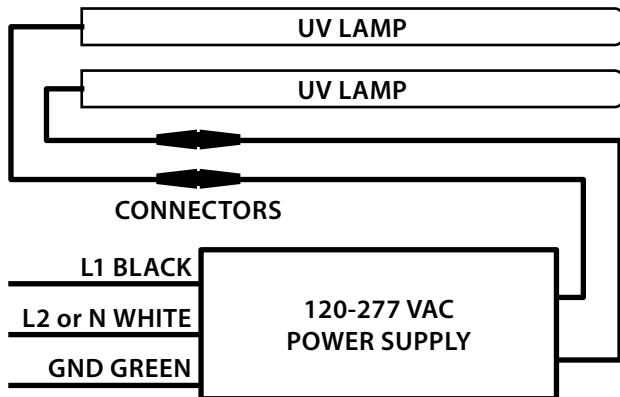 UV LAMP
UV LAMP
CONNECTORS
L1 BLACK
L2 or N WHITE
GND GREEN
120-277 VAC
POWER SUPPLY